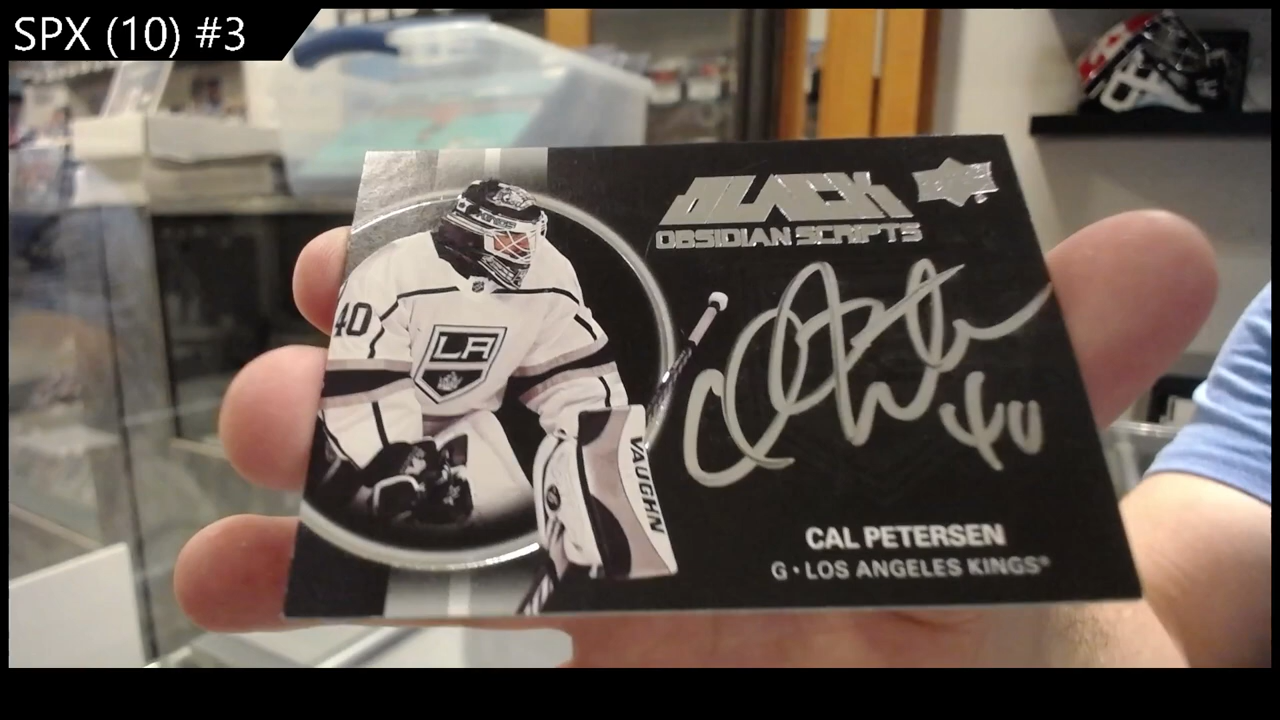 SPX (10) #3
BLACK
OBSIDIAN SCRIPTS
40
LA
VAUGHN
40
CAL PETERSEN
G • LOS ANGELES KINGS®